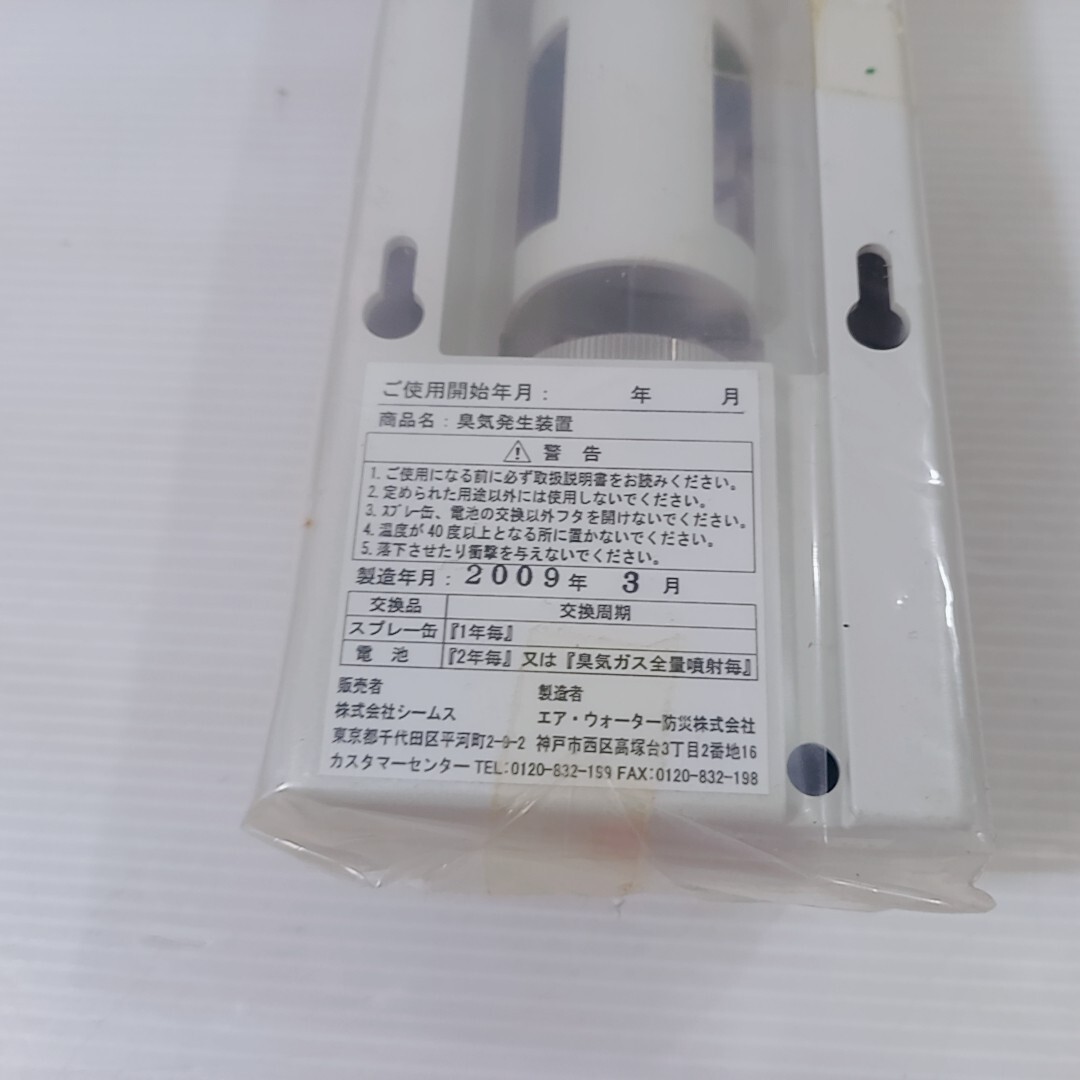 ご使用開始年月： 年 月
商品名：臭気発生装置
警 告
1. ご使用になる前に必ず取扱説明書をお読みください。
2. 定められた用途以外には使用しないでください。
3. ｽﾌﾟﾚｰ缶、電池の交換以外フタを開けないでください。
4. 温度が40度以上となる所に置かないでください。
5. 落下させたり衝撃を与えないでください。
製造年月：2009年 3月
交換品 交換周期
スプレー缶 『1年毎』
電 池 『2年毎』又は『臭気ガス全量噴射毎』
販売者 製造者
株式会社シームス エア・ウォーター防災株式会社
東京都千代田区平河町 神戸市西区高塚台3丁目2番地16
カスタマーセンター TEL:0120-832-199 FAX:0120-832-198